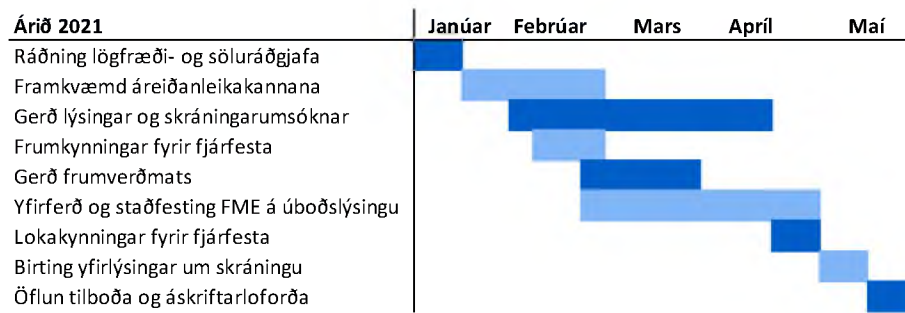 Árið 2021 Janúar Febrúar Mars Apríl Maí
Ráðning lögfræði- og söluráðgjafa
Framkvæmd áreiðanleikakannana
Gerð lýsingar og skráningarumsóknar
Frumkynningar fyrir fjárfesta
Gerð frumverðmats
Yfirferð og staðfesting FME á úboðslýsingu
Lokakynningar fyrir fjárfesta
Birting yfirlýsingar um skráningu
Öflun tilboða og áskriftarloforða